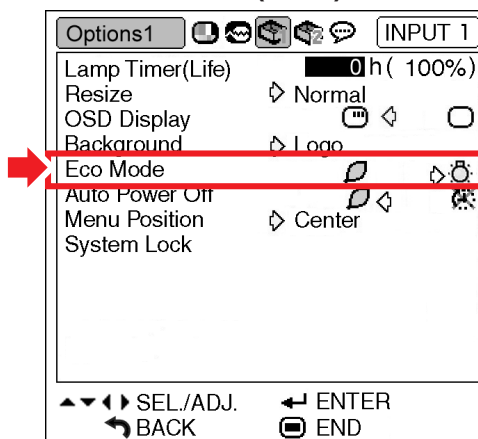 Options1 INPUT 1
Lamp Timer(Life) 0 h ( 100%)
Resize Normal
OSD Display
Background Logo
Eco Mode
Auto Power Off
Menu Position Center
System Lock
SEL./ADJ. ENTER
BACK END